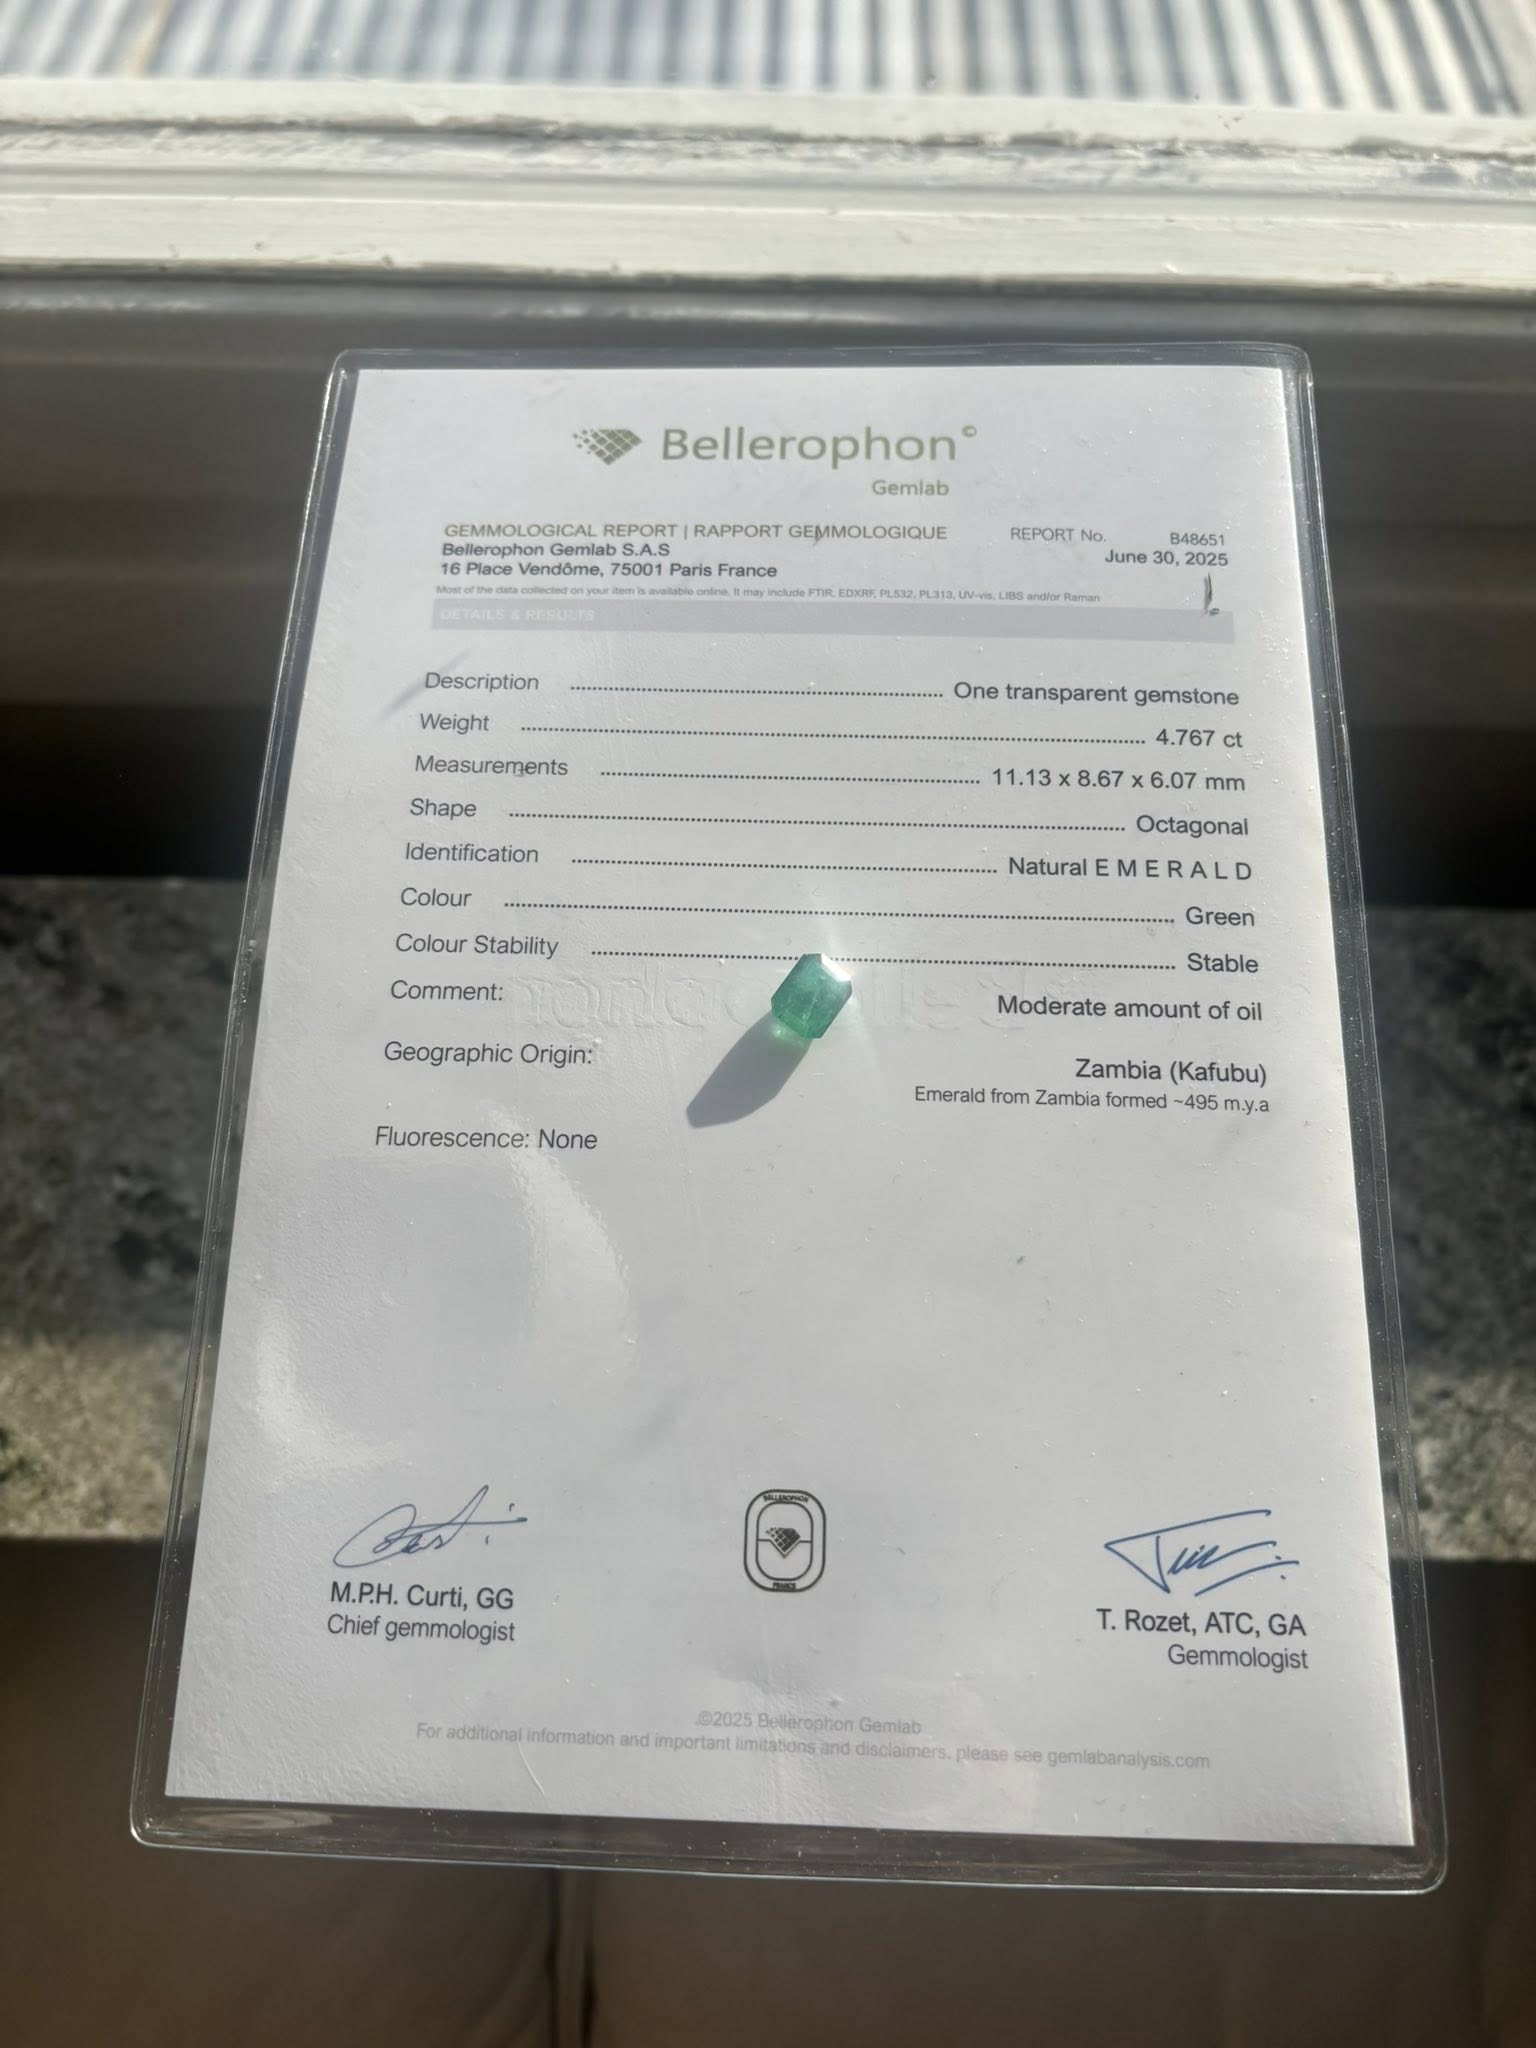 Bellerophon©
Gemlab
GEMMOLOGICAL REPORT | RAPPORT GEMMOLOGIQUE
REPORT No. B48651
Bellerophon Gemlab S.A.S
June 30, 2025
16 Place Vendôme, 75001 Paris France
Most of the data collected on your item is available online. It may include FTIR, EDXRF, PL532, PL313, UV-vis, LIBS and/or Raman
DETAILS & RESULTS
Description ........ One transparent gemstone
Weight ........ 4.767 ct
Measurements ........ 11.13 x 8.67 x 6.07 mm
Shape ........ Octagonal
Identification ........ Natural E M E R A L D
Colour ........ Green
Colour Stability ........ Stable
Comment: Moderate amount of oil
Geographic Origin: Zambia (Kafubu)
Emerald from Zambia formed ~495 m.y.a
Fluorescence: None
BELLEROPHON
FRANCE
M.P.H. Curti, GG
Chief gemmologist
T. Rozet, ATC, GA
Gemmologist
©2025 Bellerophon Gemlab
For additional information and important limitations and disclaimers, please see gemlabanalysis.com